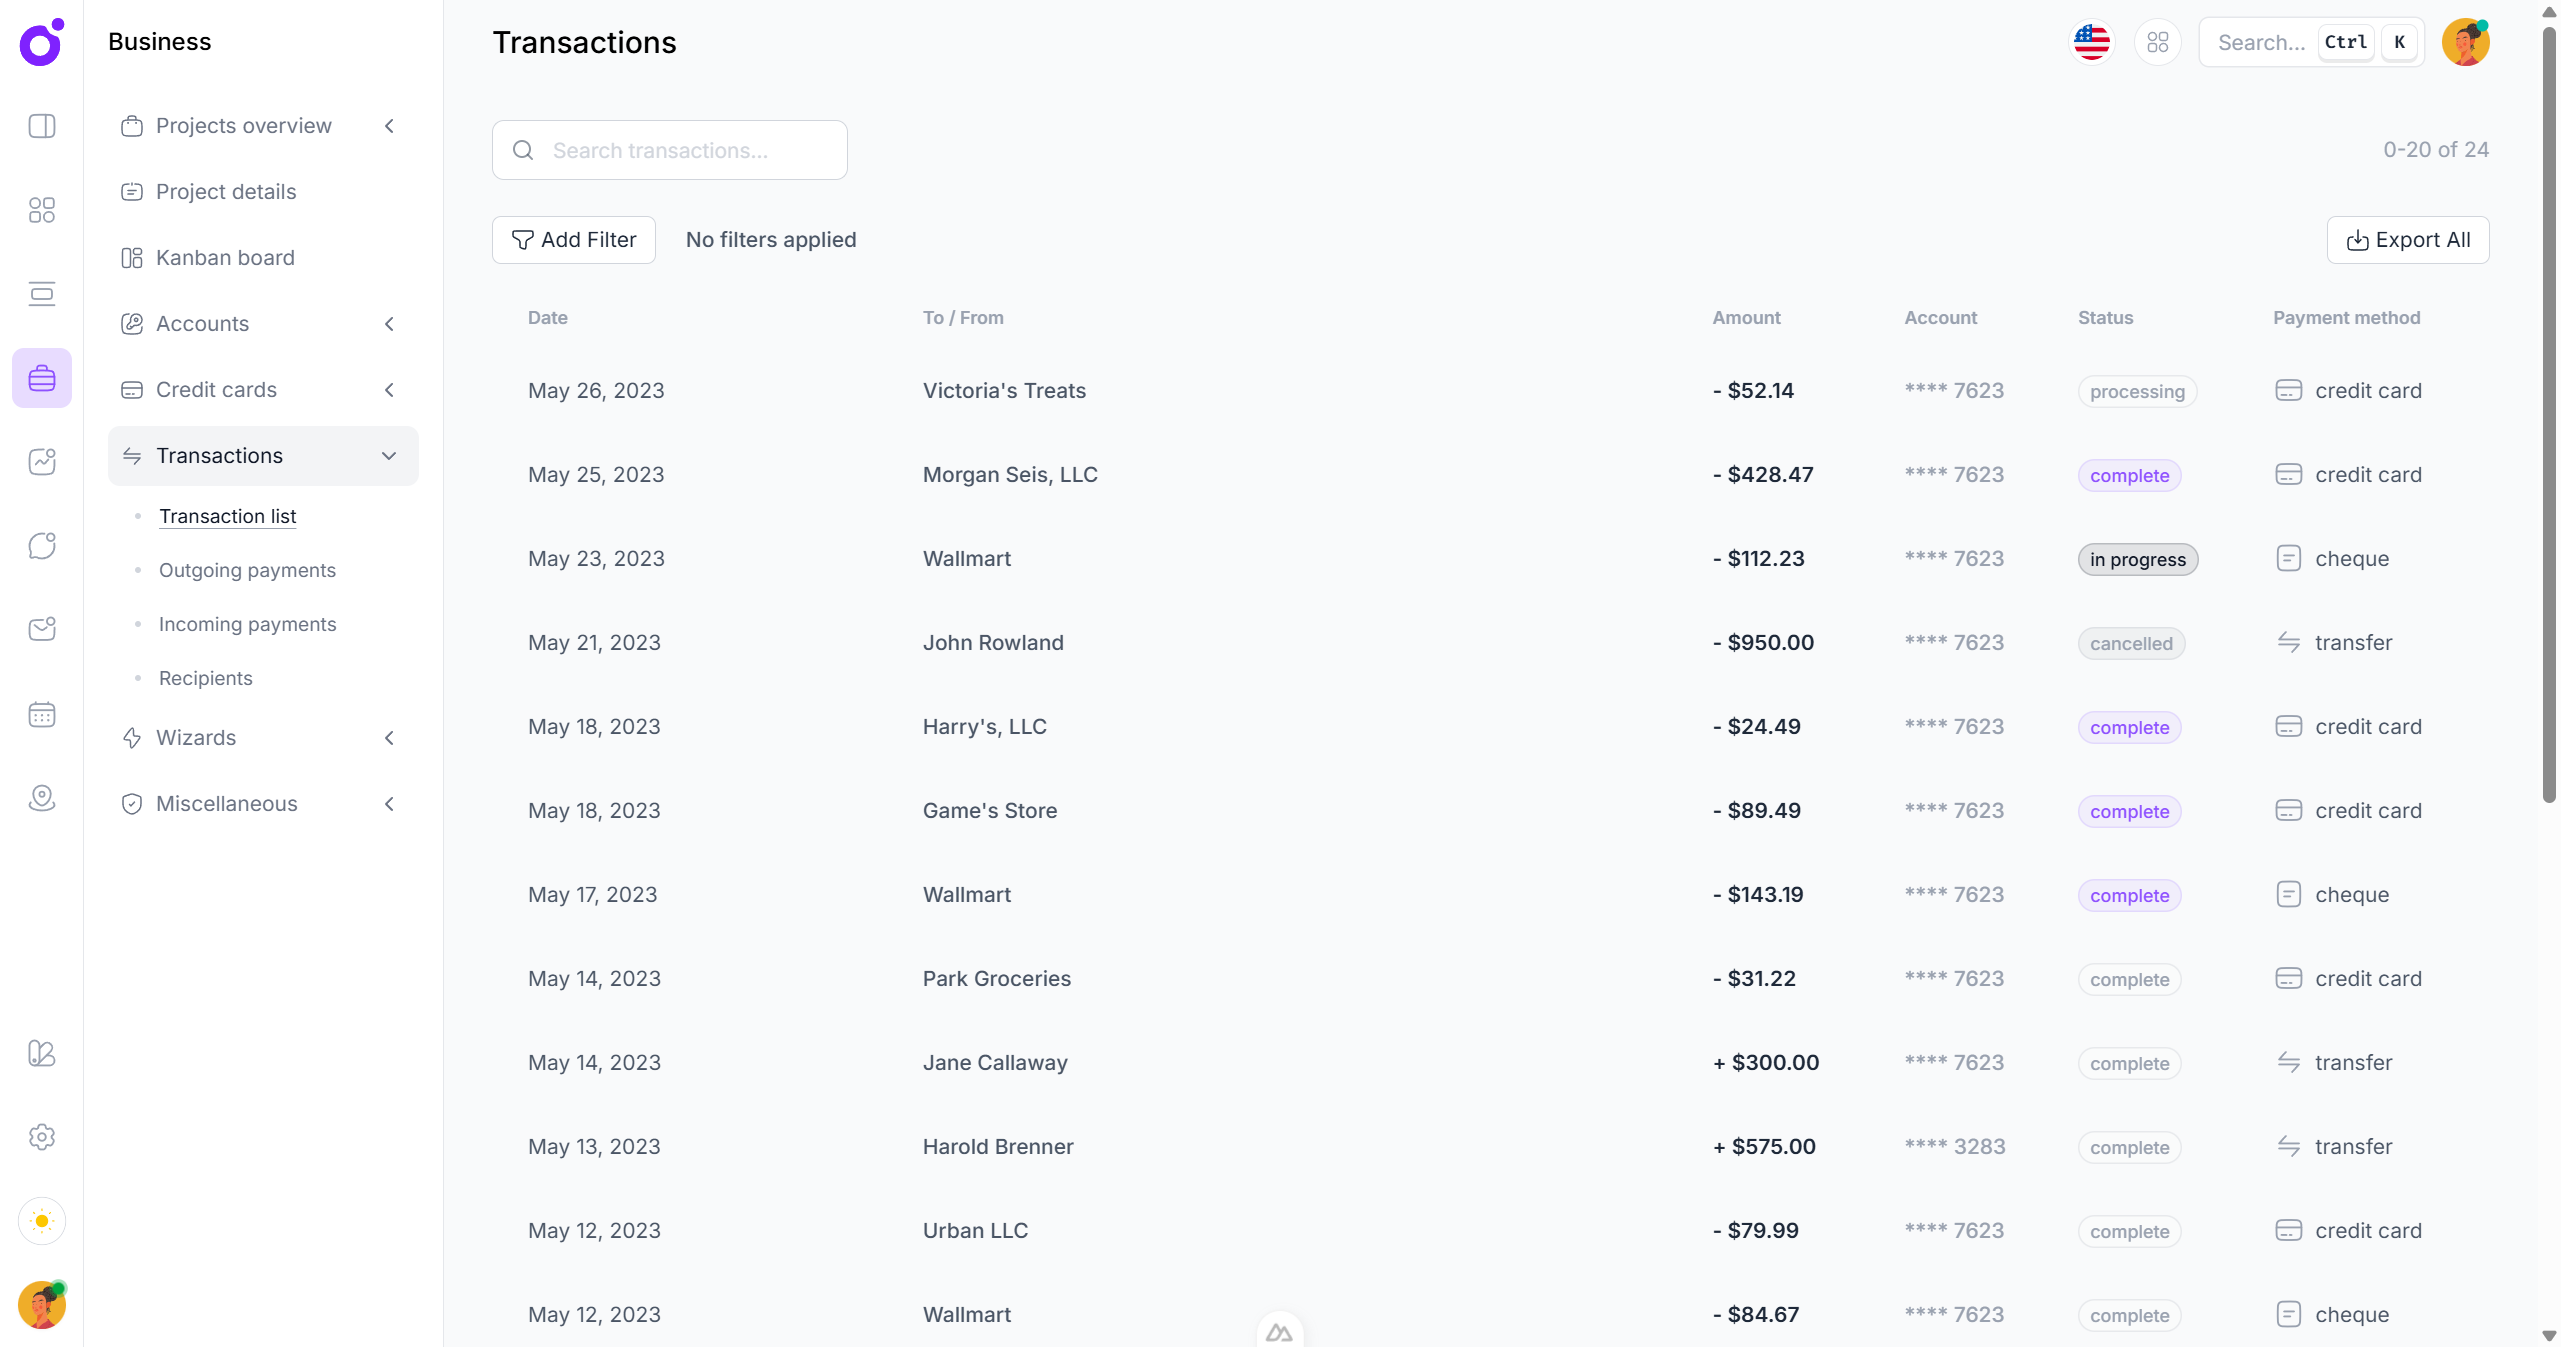 Business
Projects overview
Project details
Kanban board
Accounts
Credit cards
Transactions
Transaction list
Outgoing payments
Incoming payments
Recipients
Wizards
Miscellaneous
Transactions
Search... Ctrl K
Search transactions...
0-20 of 24
Add Filter No filters applied Export All
Date To / From Amount Account Status Payment method
May 26, 2023 Victoria's Treats - $52.14 **** 7623 processing credit card
May 25, 2023 Morgan Seis, LLC - $428.47 **** 7623 complete credit card
May 23, 2023 Wallmart - $112.23 **** 7623 in progress cheque
May 21, 2023 John Rowland - $950.00 **** 7623 cancelled transfer
May 18, 2023 Harry's, LLC - $24.49 **** 7623 complete credit card
May 18, 2023 Game's Store - $89.49 **** 7623 complete credit card
May 17, 2023 Wallmart - $143.19 **** 7623 complete cheque
May 14, 2023 Park Groceries - $31.22 **** 7623 complete credit card
May 14, 2023 Jane Callaway + $300.00 **** 7623 complete transfer
May 13, 2023 Harold Brenner + $575.00 **** 3283 complete transfer
May 12, 2023 Urban LLC - $79.99 **** 7623 complete credit card
May 12, 2023 Wallmart - $84.67 **** 7623 complete cheque